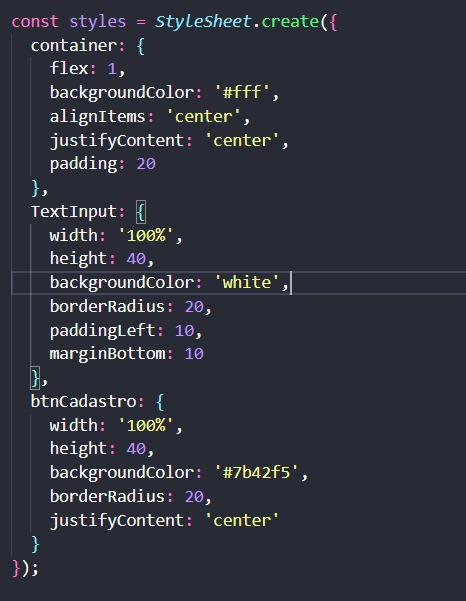 const styles = StyleSheet.create({
  container: {
    flex: 1,
    backgroundColor: '#fff',
    alignItems: 'center',
    justifyContent: 'center',
    padding: 20
  },
  TextInput: {
    width: '100%',
    height: 40,
    backgroundColor: 'white',
    borderRadius: 20,
    paddingLeft: 10,
    marginBottom: 10
  },
  btnCadastro: {
    width: '100%',
    height: 40,
    backgroundColor: '#7b42f5',
    borderRadius: 20,
    justifyContent: 'center'
  }
});